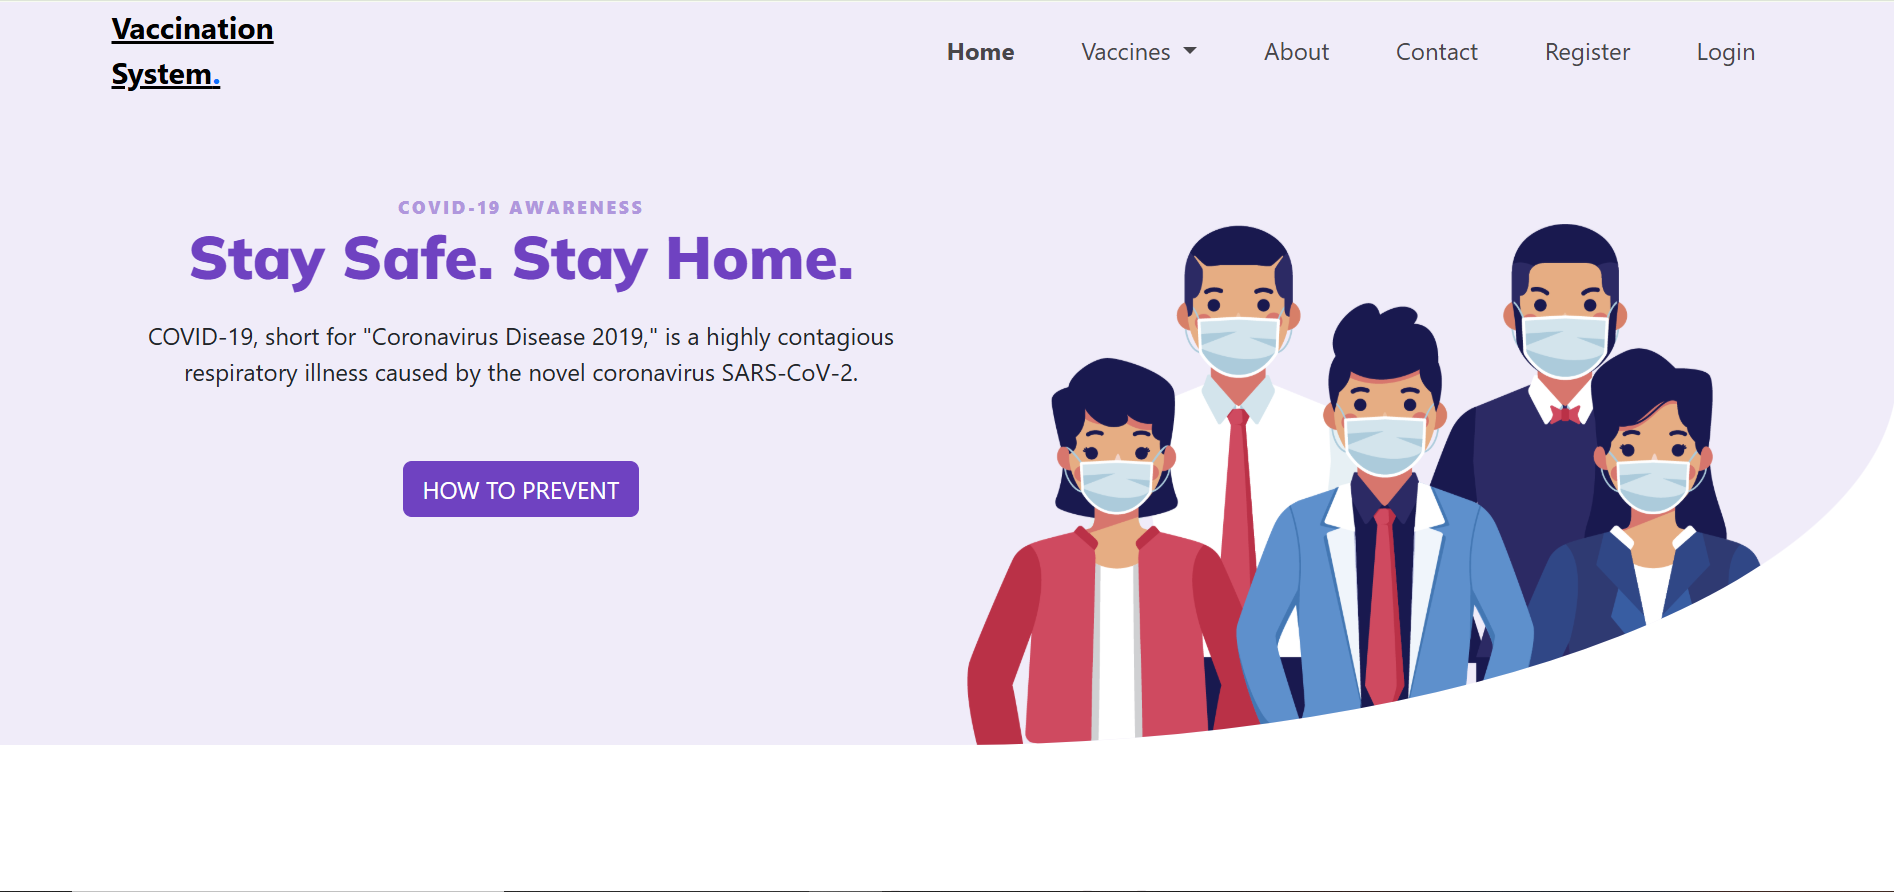 Vaccination
System.
Home Vaccines About Contact Register Login
COVID-19 AWARENESS
Stay Safe. Stay Home.
COVID-19, short for "Coronavirus Disease 2019," is a highly contagious
respiratory illness caused by the novel coronavirus SARS-CoV-2.
HOW TO PREVENT